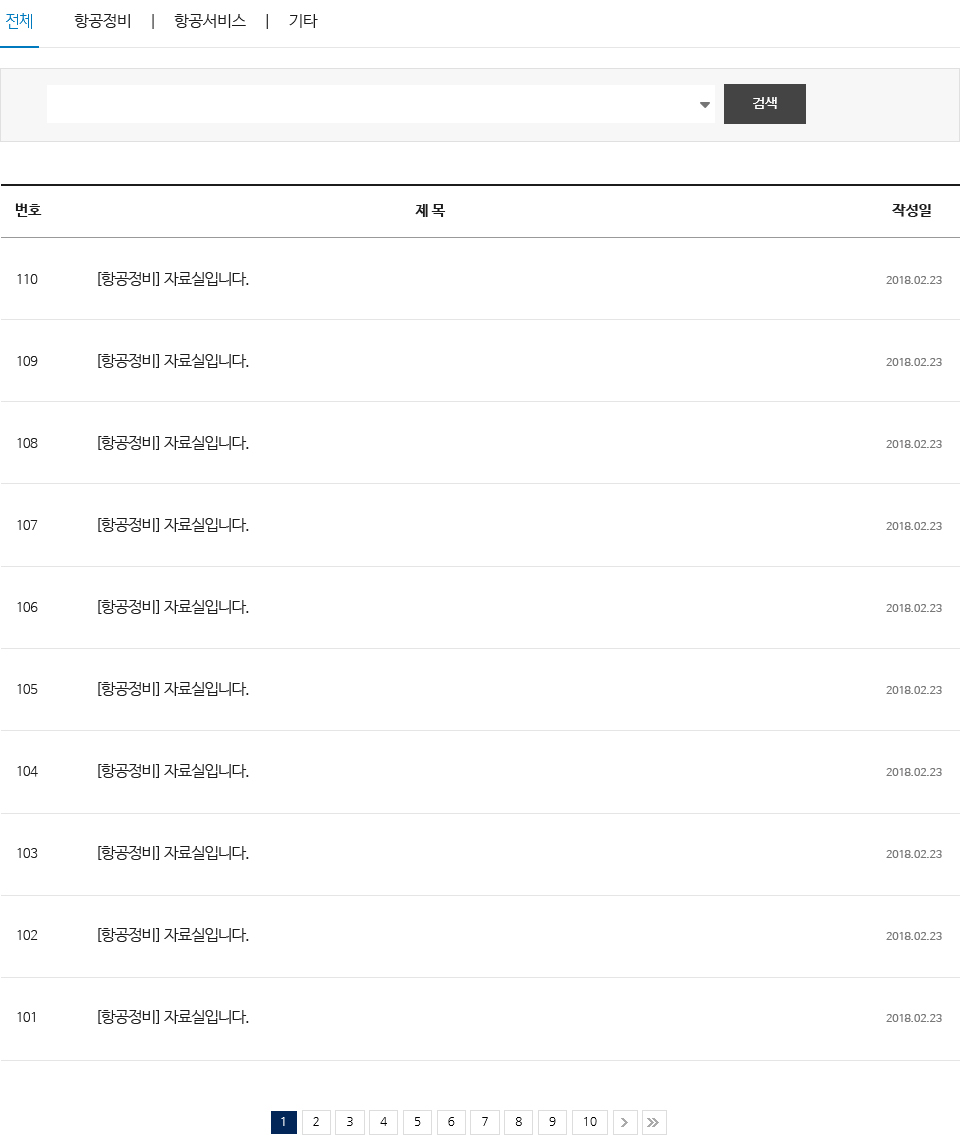 전체 항공정비 | 항공서비스 | 기타
검색
번호 제 목 작성일
110 [항공정비] 자료실입니다. 2018.02.23
109 [항공정비] 자료실입니다. 2018.02.23
108 [항공정비] 자료실입니다. 2018.02.23
107 [항공정비] 자료실입니다. 2018.02.23
106 [항공정비] 자료실입니다. 2018.02.23
105 [항공정비] 자료실입니다. 2018.02.23
104 [항공정비] 자료실입니다. 2018.02.23
103 [항공정비] 자료실입니다. 2018.02.23
102 [항공정비] 자료실입니다. 2018.02.23
101 [항공정비] 자료실입니다. 2018.02.23
1 2 3 4 5 6 7 8 9 10